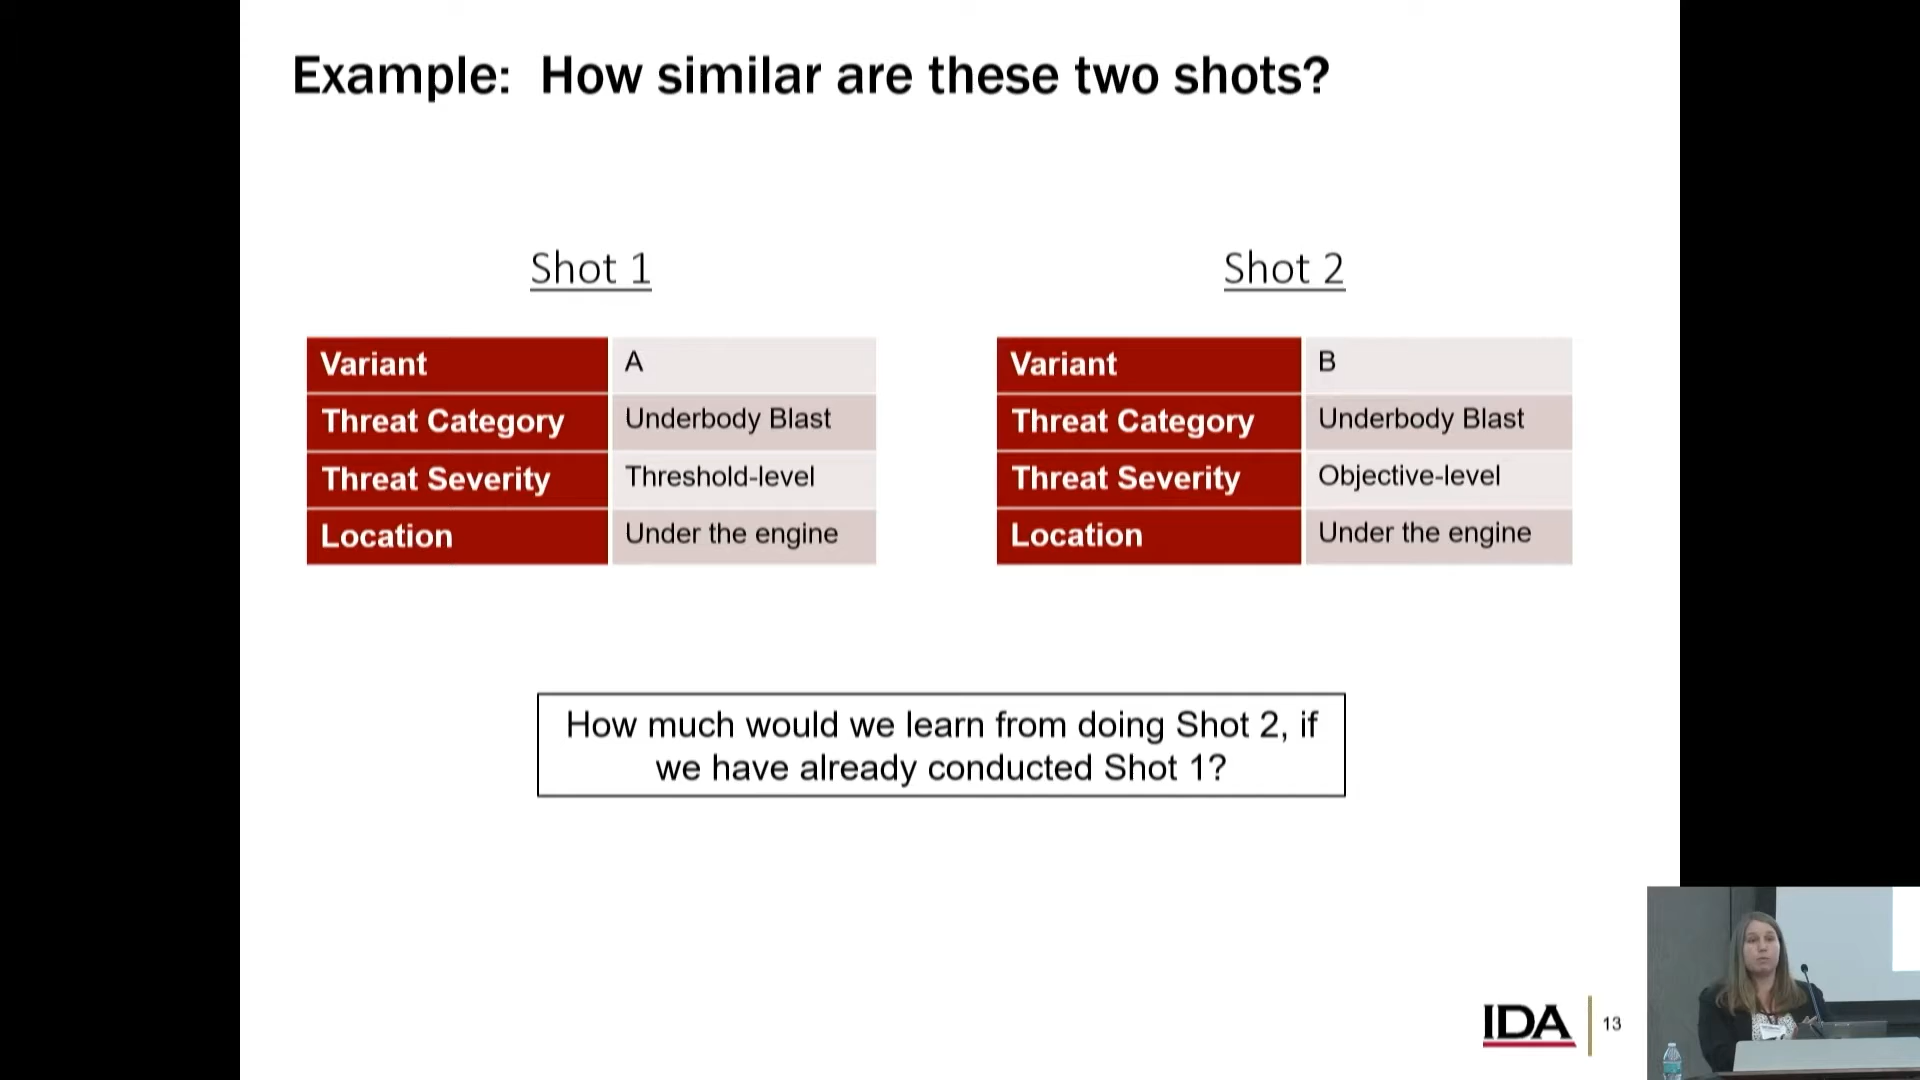 Example: How similar are these two shots?
Shot 1
Variant A
Threat Category Underbody Blast
Threat Severity Threshold-level
Location Under the engine
Shot 2
Variant B
Threat Category Underbody Blast
Threat Severity Objective-level
Location Under the engine
How much would we learn from doing Shot 2, if
we have already conducted Shot 1?
IDA
13